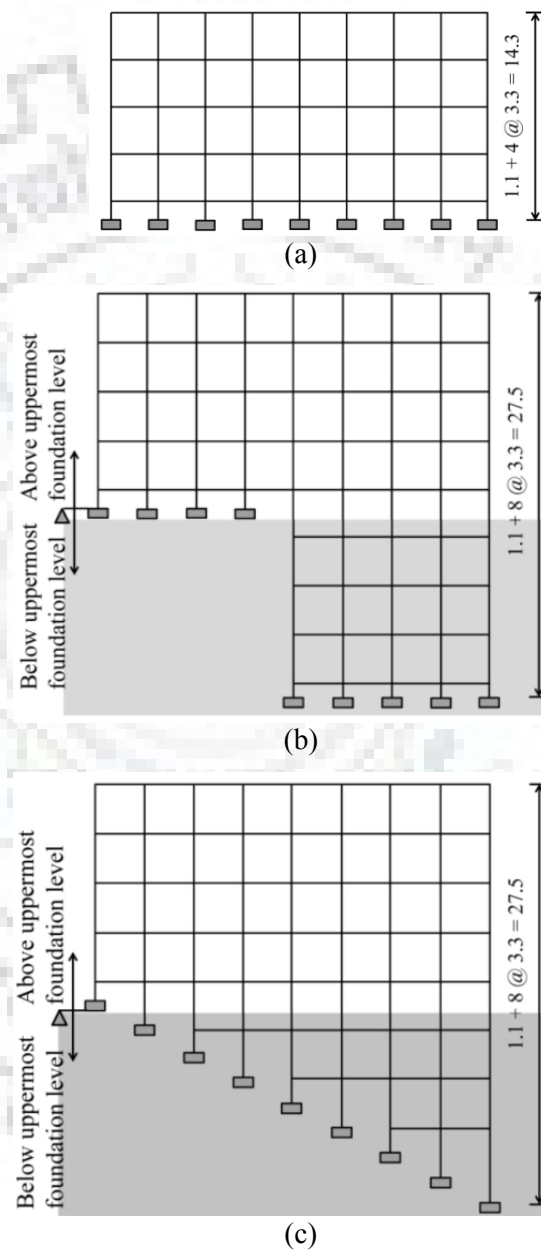 1.1 + 4 @ 3.3 = 14.3
(a)
Above uppermost
foundation level
Below uppermost
foundation level
1.1 + 8 @ 3.3 = 27.5
(b)
Above uppermost
foundation level
Below uppermost
foundation level
1.1 + 8 @ 3.3 = 27.5
(c)